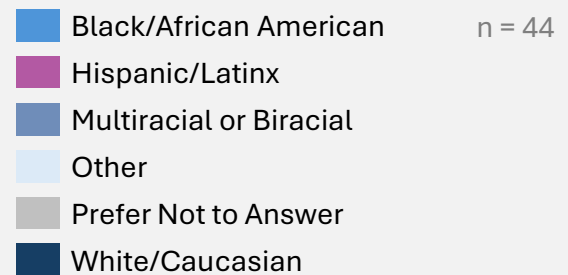 Black/African American n = 44
Hispanic/Latinx
Multiracial or Biracial
Other
Prefer Not to Answer
White/Caucasian